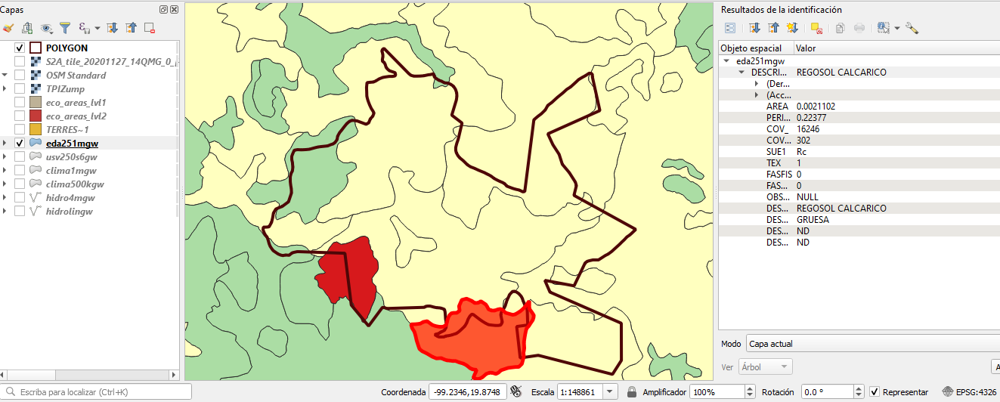 Capas
POLYGON
S2A_tile_20201127_14QMG_0_
OSM Standard
TPIZump
eco_areas_lvl1
eco_areas_lvl2
TERRES~1
eda251mgw
usv250s6gw
clima1mgw
clima500kgw
hidro4mgw
hidrolingw
Resultados de la identificación
Objeto espacial Valor
eda251mgw
DESCRI... REGOSOL CALCARICO
(Der...
(Acc...
AREA 0.0021102
PERI... 0.22377
COV_ 16246
COV... 302
SUE1 Rc
TEX 1
FASFIS 0
FAS... 0
OBS... NULL
DES... REGOSOL CALCARICO
DES... GRUESA
DES... ND
DES... ND
Modo Capa actual
Ver Árbol A
Escriba para localizar (Ctrl+K) Coordenada -99.2346,19.8748 Escala 1:148861 Amplificador 100% Rotación 0.0 ° Representar EPSG:4326